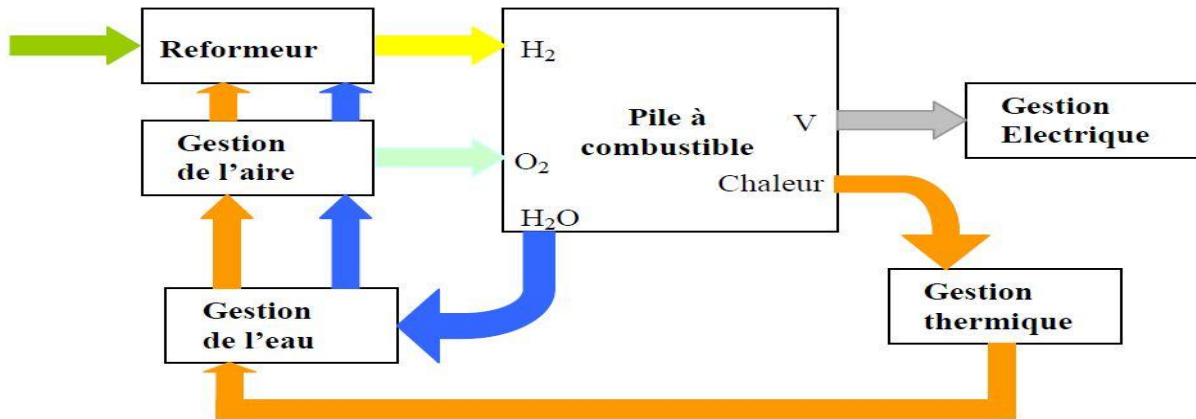 Reformeur
H₂
Gestion
de l'aire
O₂
Pile à
combustible
V
Chaleur
H₂O
Gestion
Electrique
Gestion
de l'eau
Gestion
thermique